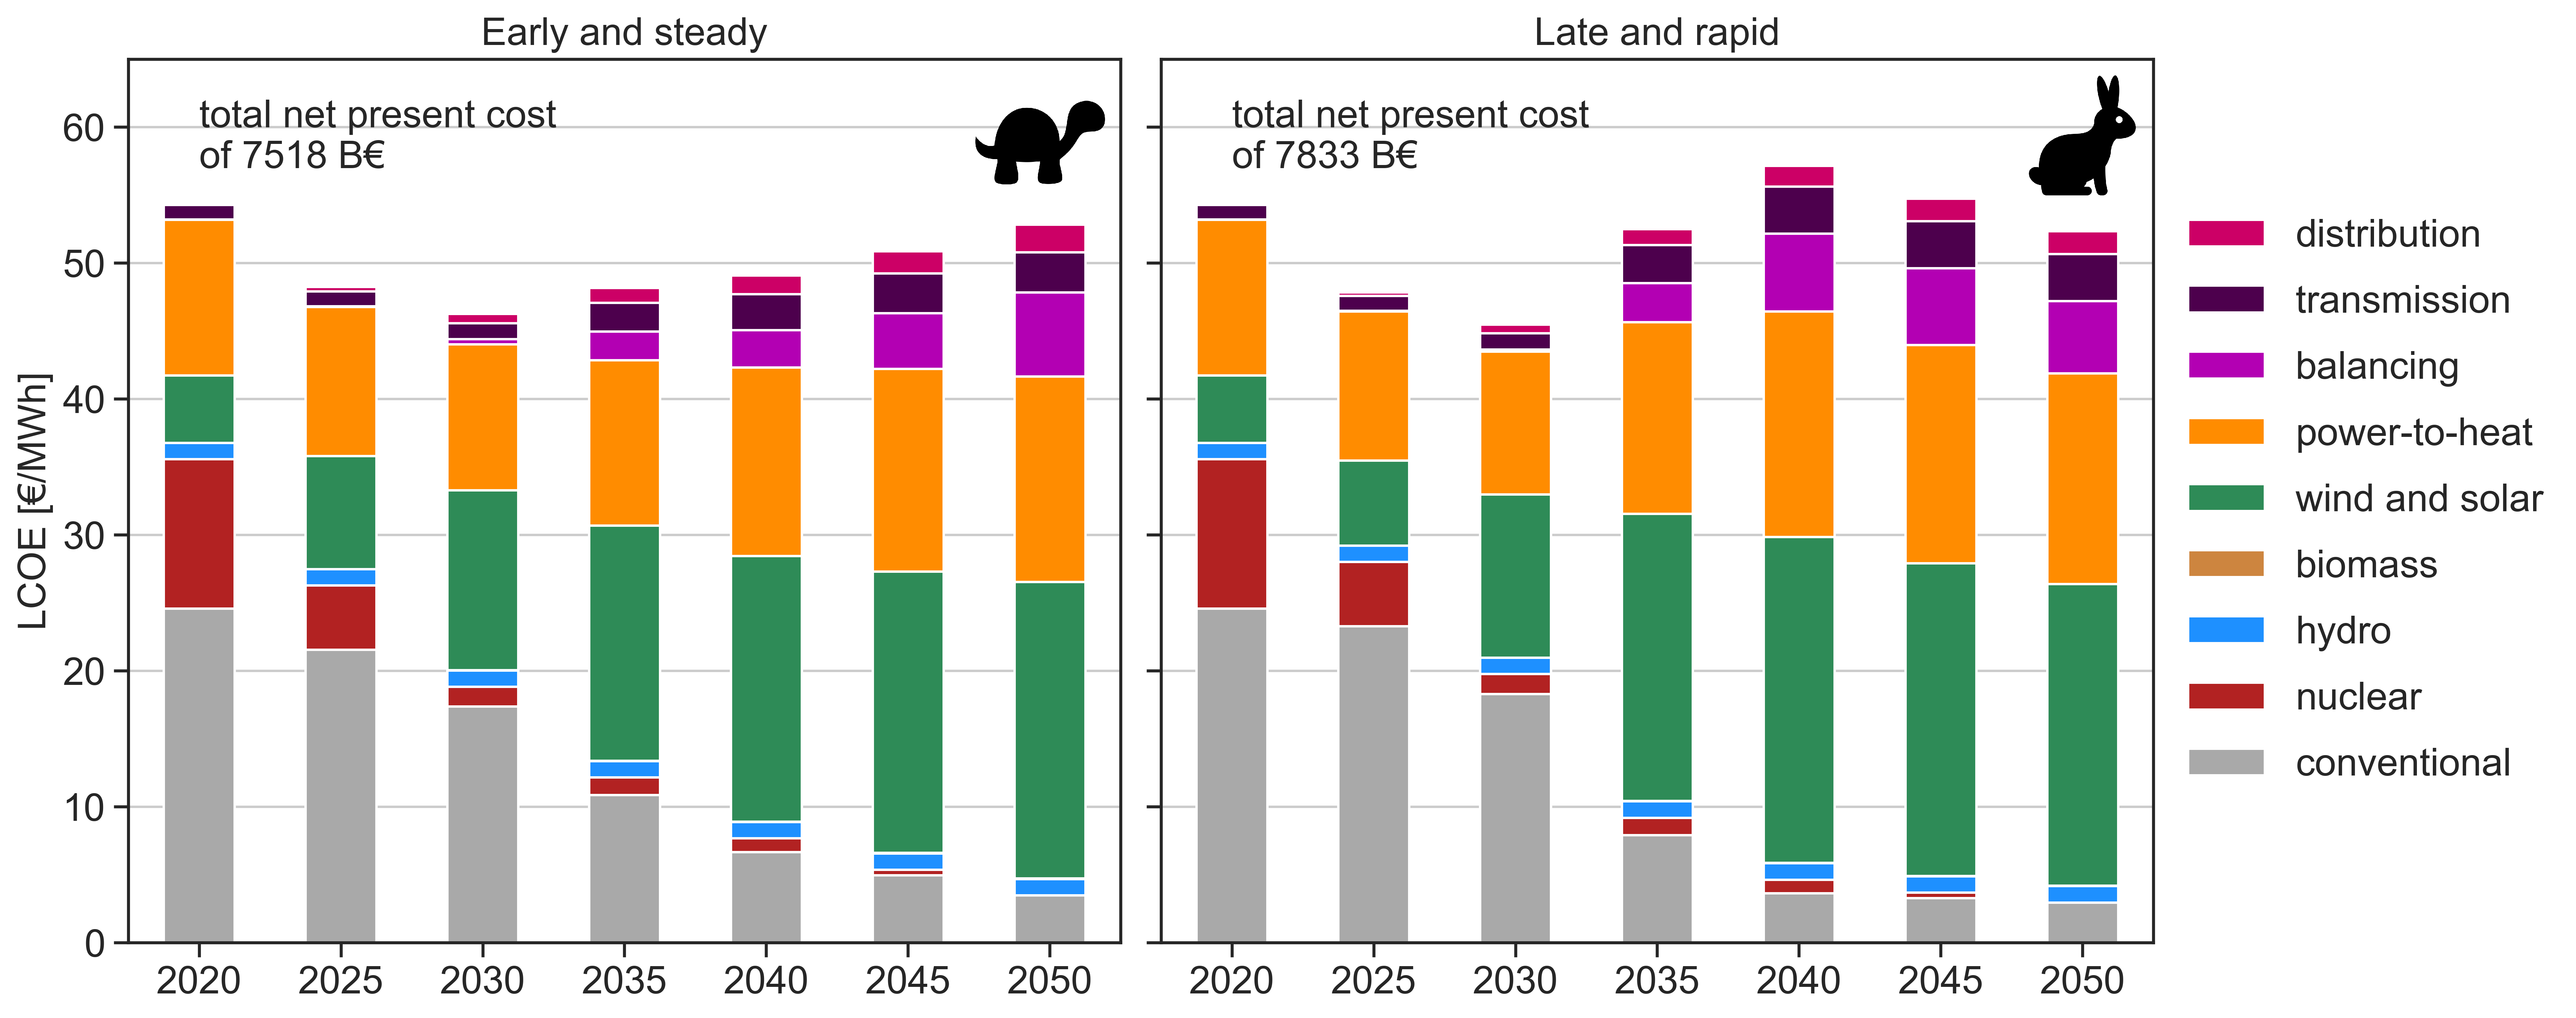 Early and steady
Late and rapid
total net present cost
of 7518 B€
total net present cost
of 7833 B€
LCOE [€/MWh]
60
50
40
30
20
10
0
2020 2025 2030 2035 2040 2045 2050
2020 2025 2030 2035 2040 2045 2050
distribution
transmission
balancing
power-to-heat
wind and solar
biomass
hydro
nuclear
conventional